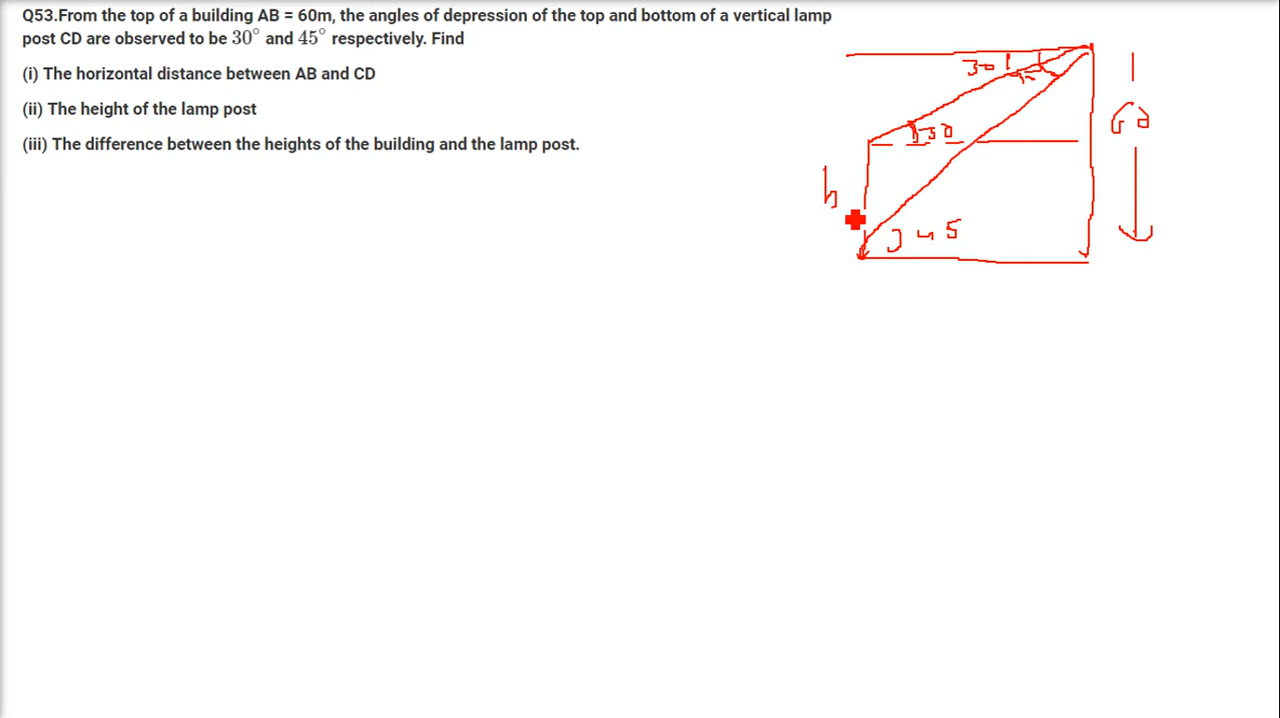 Q53.From the top of a building AB = 60m, the angles of depression of the top and bottom of a vertical lamp
post CD are observed to be 30° and 45° respectively. Find
(i) The horizontal distance between AB and CD
(ii) The height of the lamp post
(iii) The difference between the heights of the building and the lamp post.
30
30
h
60
45